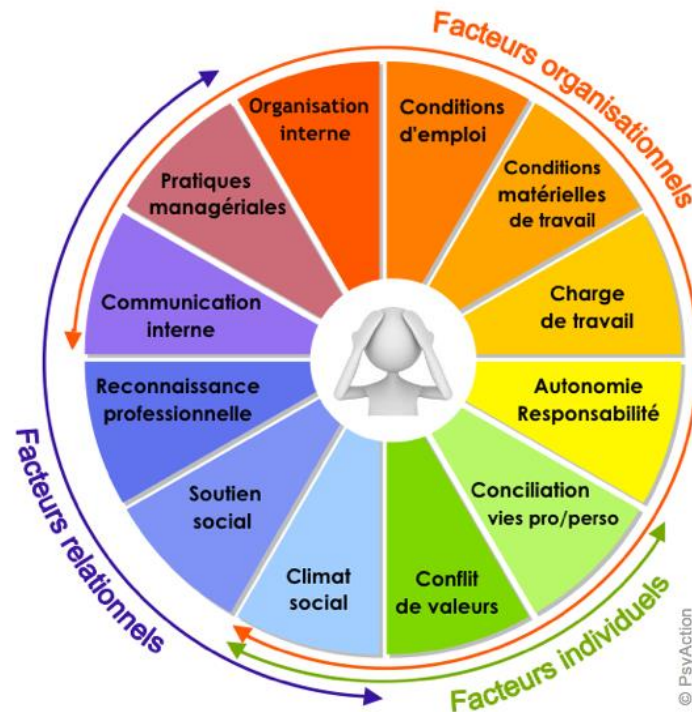 Facteurs organisationnels
Organisation
interne
Conditions
d'emploi
Conditions
matérielles
de travail
Charge
de travail
Autonomie
Responsabilité
Conciliation
vies pro/perso
Conflit
de valeurs
Climat
social
Soutien
social
Reconnaissance
professionnelle
Communication
interne
Pratiques
managériales
Facteurs relationnels
Facteurs individuels
© PsyAction